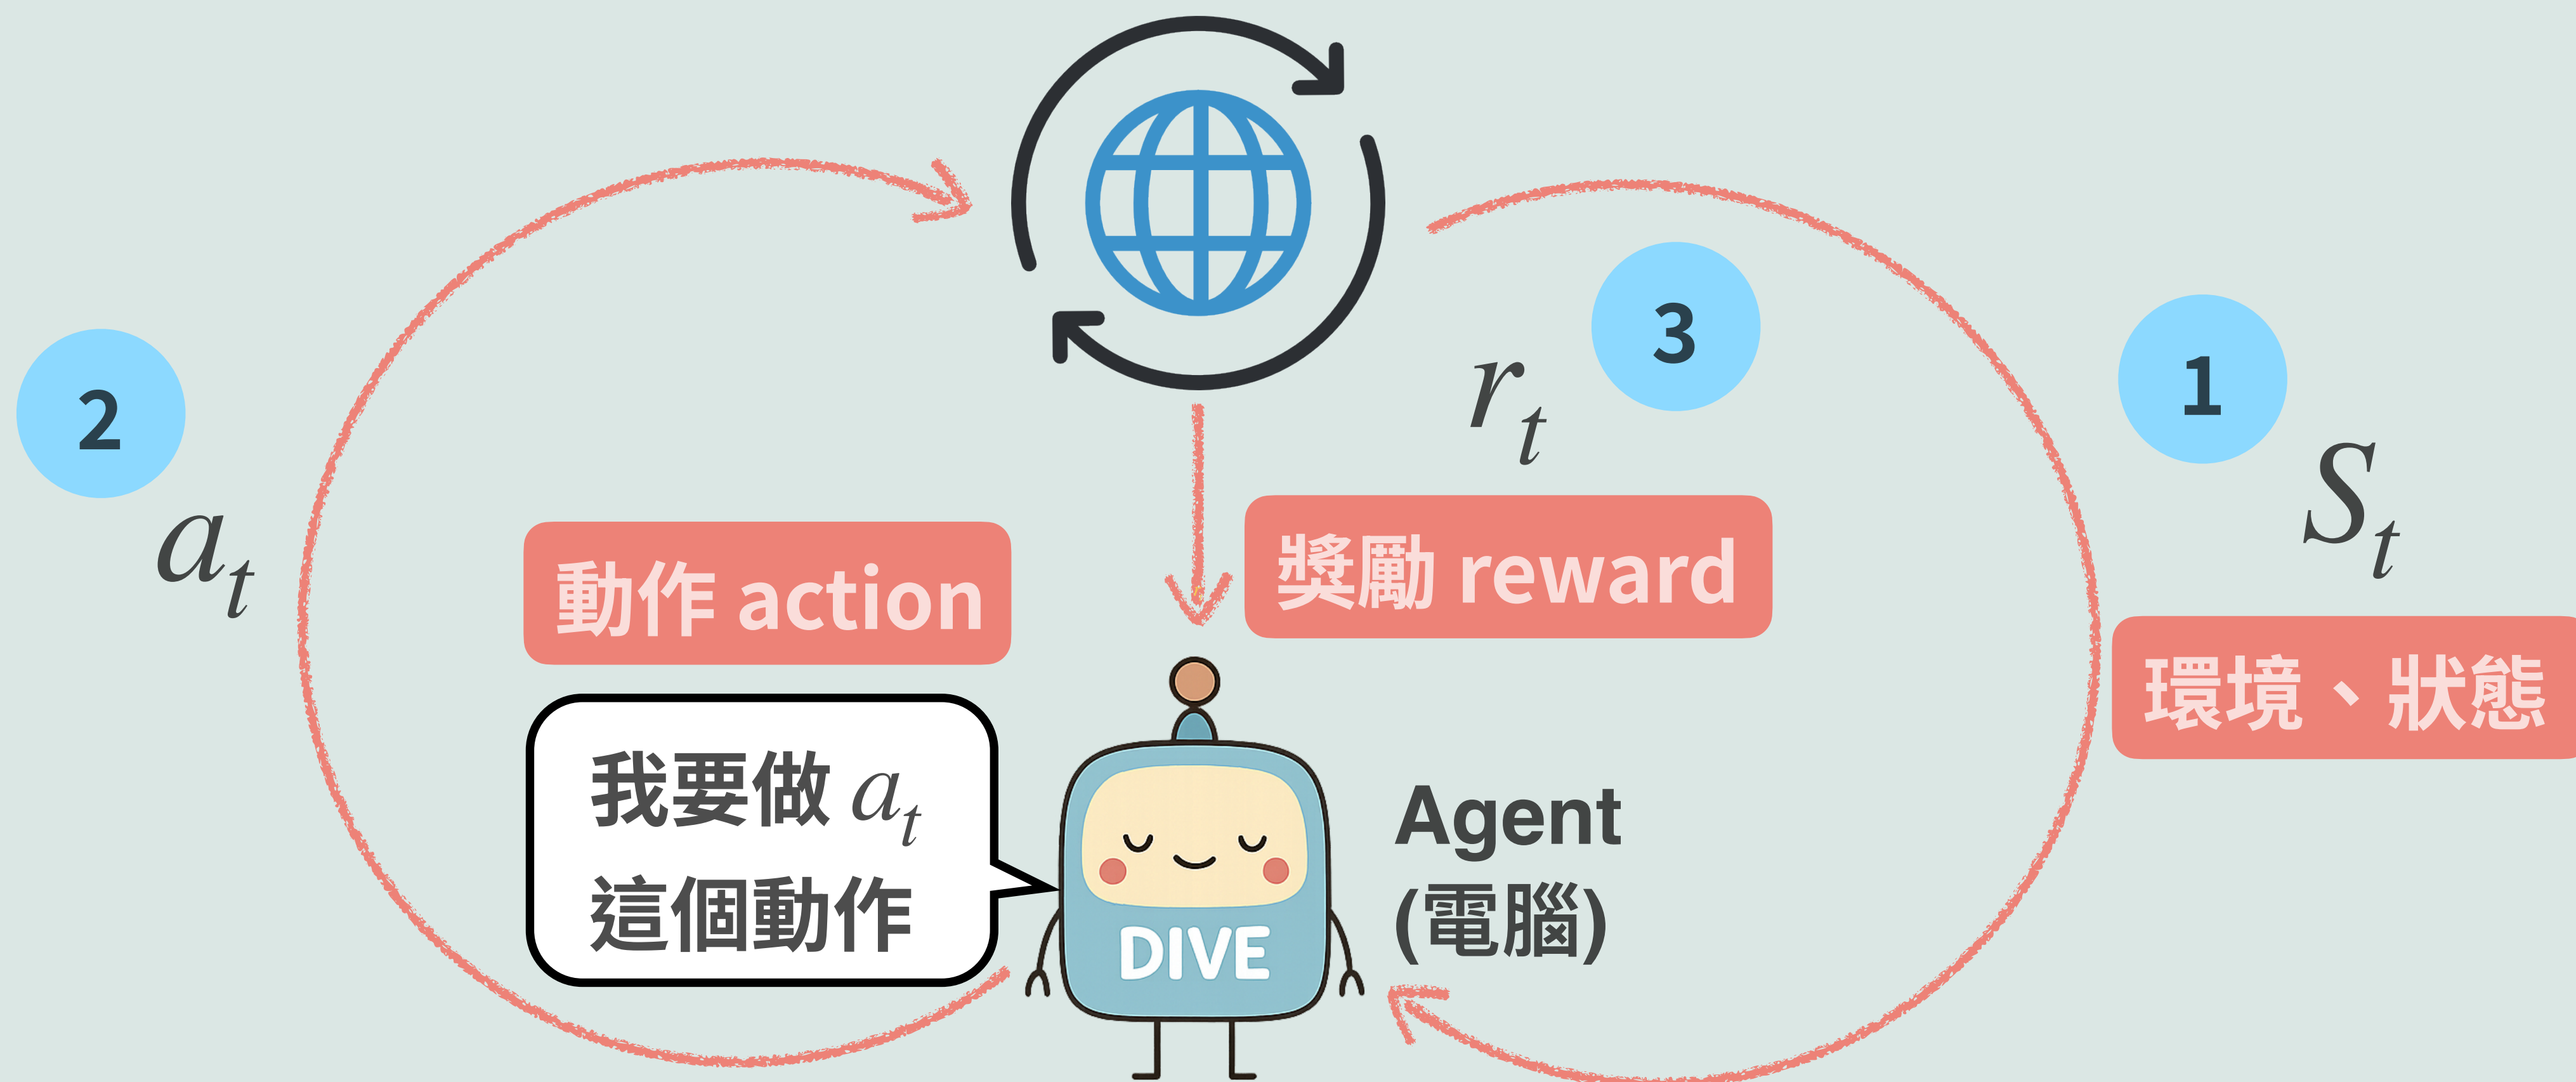 3
1
2
r_t
S_t
a_t
動作 action
獎勵 reward
環境、狀態
我要做 a_t
這個動作
Agent
(電腦)
DIVE